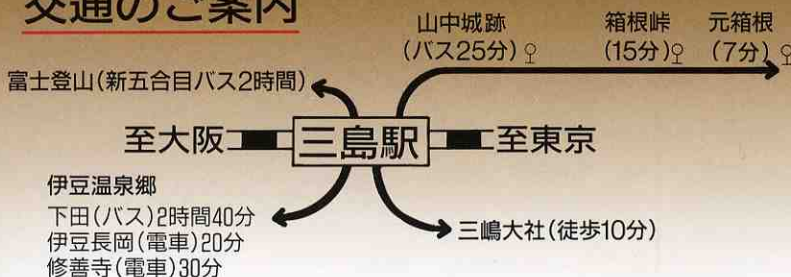 交通のご案内
山中城跡 箱根峠 元箱根
(バス25分) (15分) (7分)
富士登山(新五合目バス2時間)
至大阪 三島駅 至東京
伊豆温泉郷
下田(バス)2時間40分
伊豆長岡(電車)20分
修善寺(電車)30分
三嶋大社(徒歩10分)